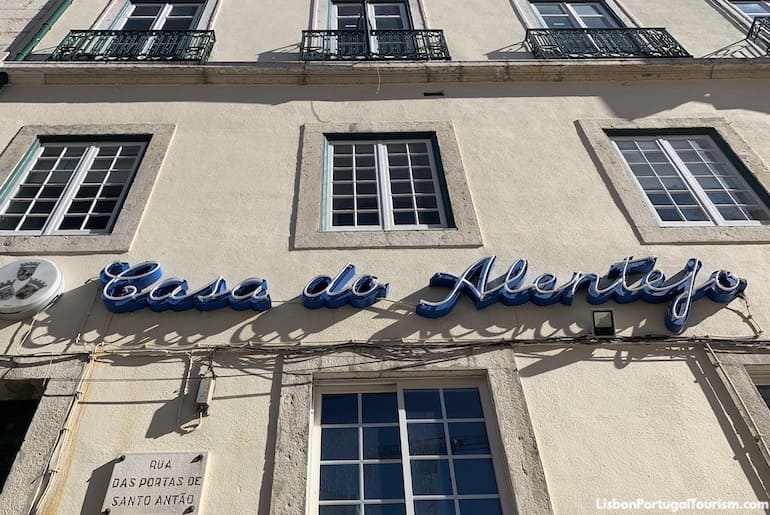 Casa do Alentejo
RUA
DAS PORTAS DE
SANTO ANTÃO
LisbonPortugalTourism.com